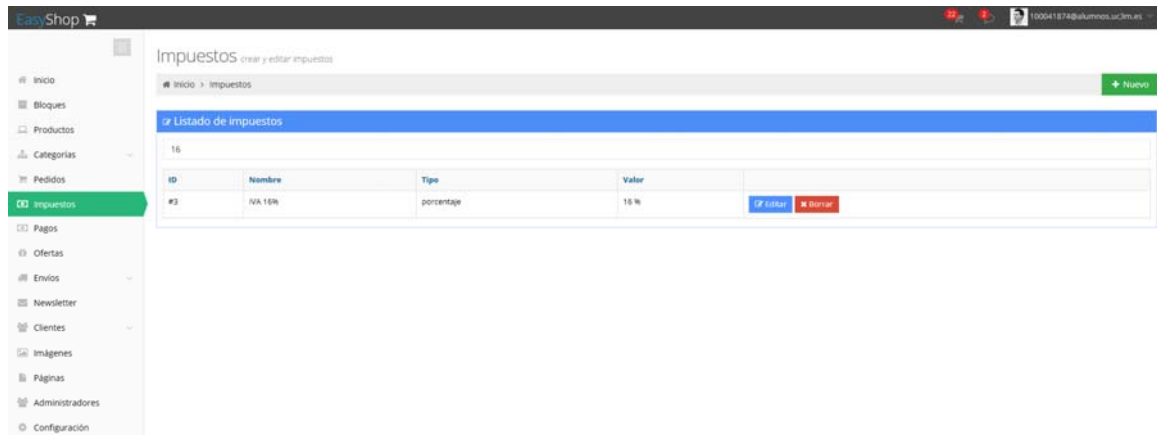 EasyShop
22
2
100041874@alumnos.uc3m.es
Impuestos crear y editar impuestos
Inicio > Impuestos
+ Nuevo
Inicio
Bloques
Productos
Categorías
Pedidos
Impuestos
Pagos
Ofertas
Envíos
Newsletter
Clientes
Imágenes
Páginas
Administradores
Configuración
Listado de impuestos
16
ID Nombre Tipo Valor
#3 IVA 16% porcentaje 16 % Editar Borrar